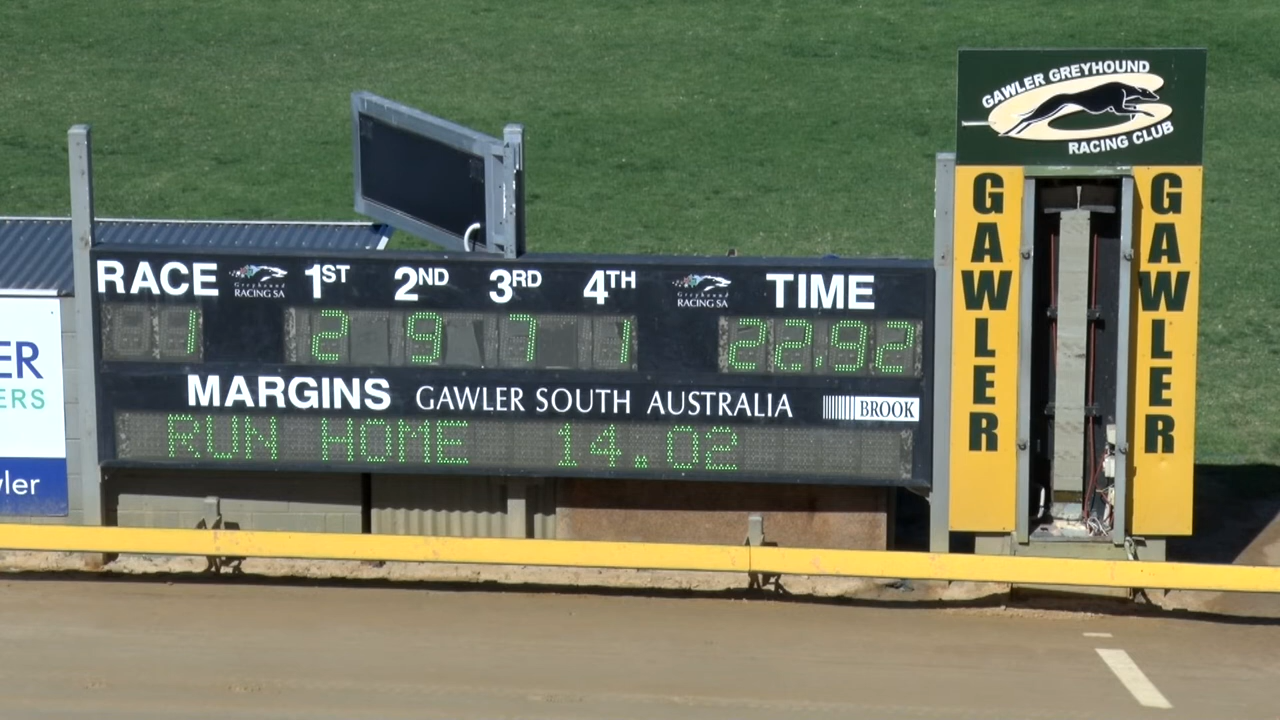 GAWLER GREYHOUND
RACING CLUB
GAWLER
GAWLER
RACE 1ST 2ND 3RD 4TH TIME
Greyhound RACING SA
Greyhound RACING SA
1 2 9 7 1 22.92
MARGINS GAWLER SOUTH AUSTRALIA BROOK
RUN HOME 14.02
ER
ERS
wler